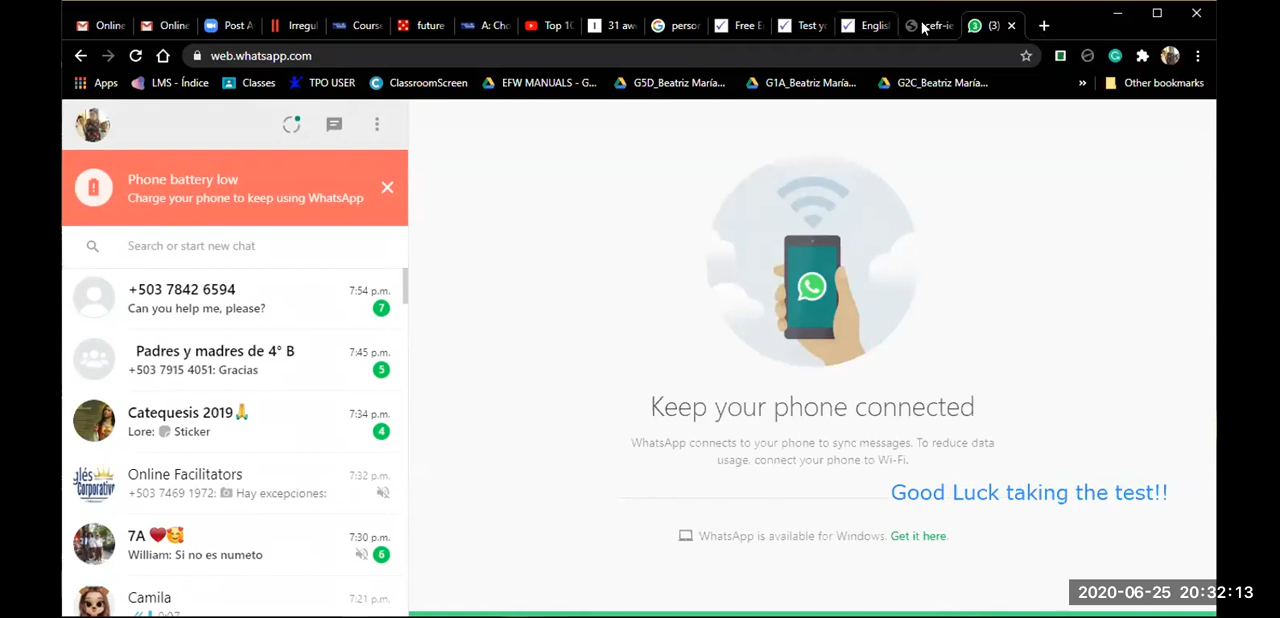 Online
Online
Post A
Irregul
Course
future
A: Cho
Top 10
31 aw
person
Free E
Test yo
English
cefr-ie
(3)
web.whatsapp.com
Apps
LMS - Índice
Classes
TPO USER
ClassroomScreen
EFW MANUALS - G...
G5D_Beatriz María...
G1A_Beatriz María...
G2C_Beatriz María...
»
Other bookmarks
Phone battery low
Charge your phone to keep using WhatsApp
Search or start new chat
+503 7842 6594 7:54 p.m.
Can you help me, please? 7
Padres y madres de 4° B 7:45 p.m.
+503 7915 4051: Gracias 5
Catequesis 2019🙏 7:34 p.m.
Lore: Sticker 4
Online Facilitators 7:32 p.m.
+503 7469 1972: 📷 Hay excepciones:
7A ❤️🥰 7:30 p.m.
William: Si no es numeto 6
Camila 7:21 p.m.
0:07
Keep your phone connected
WhatsApp connects to your phone to sync messages. To reduce data
usage, connect your phone to Wi-Fi.
Good Luck taking the test!!
WhatsApp is available for Windows. Get it here.
2020-06-25 20:32:13